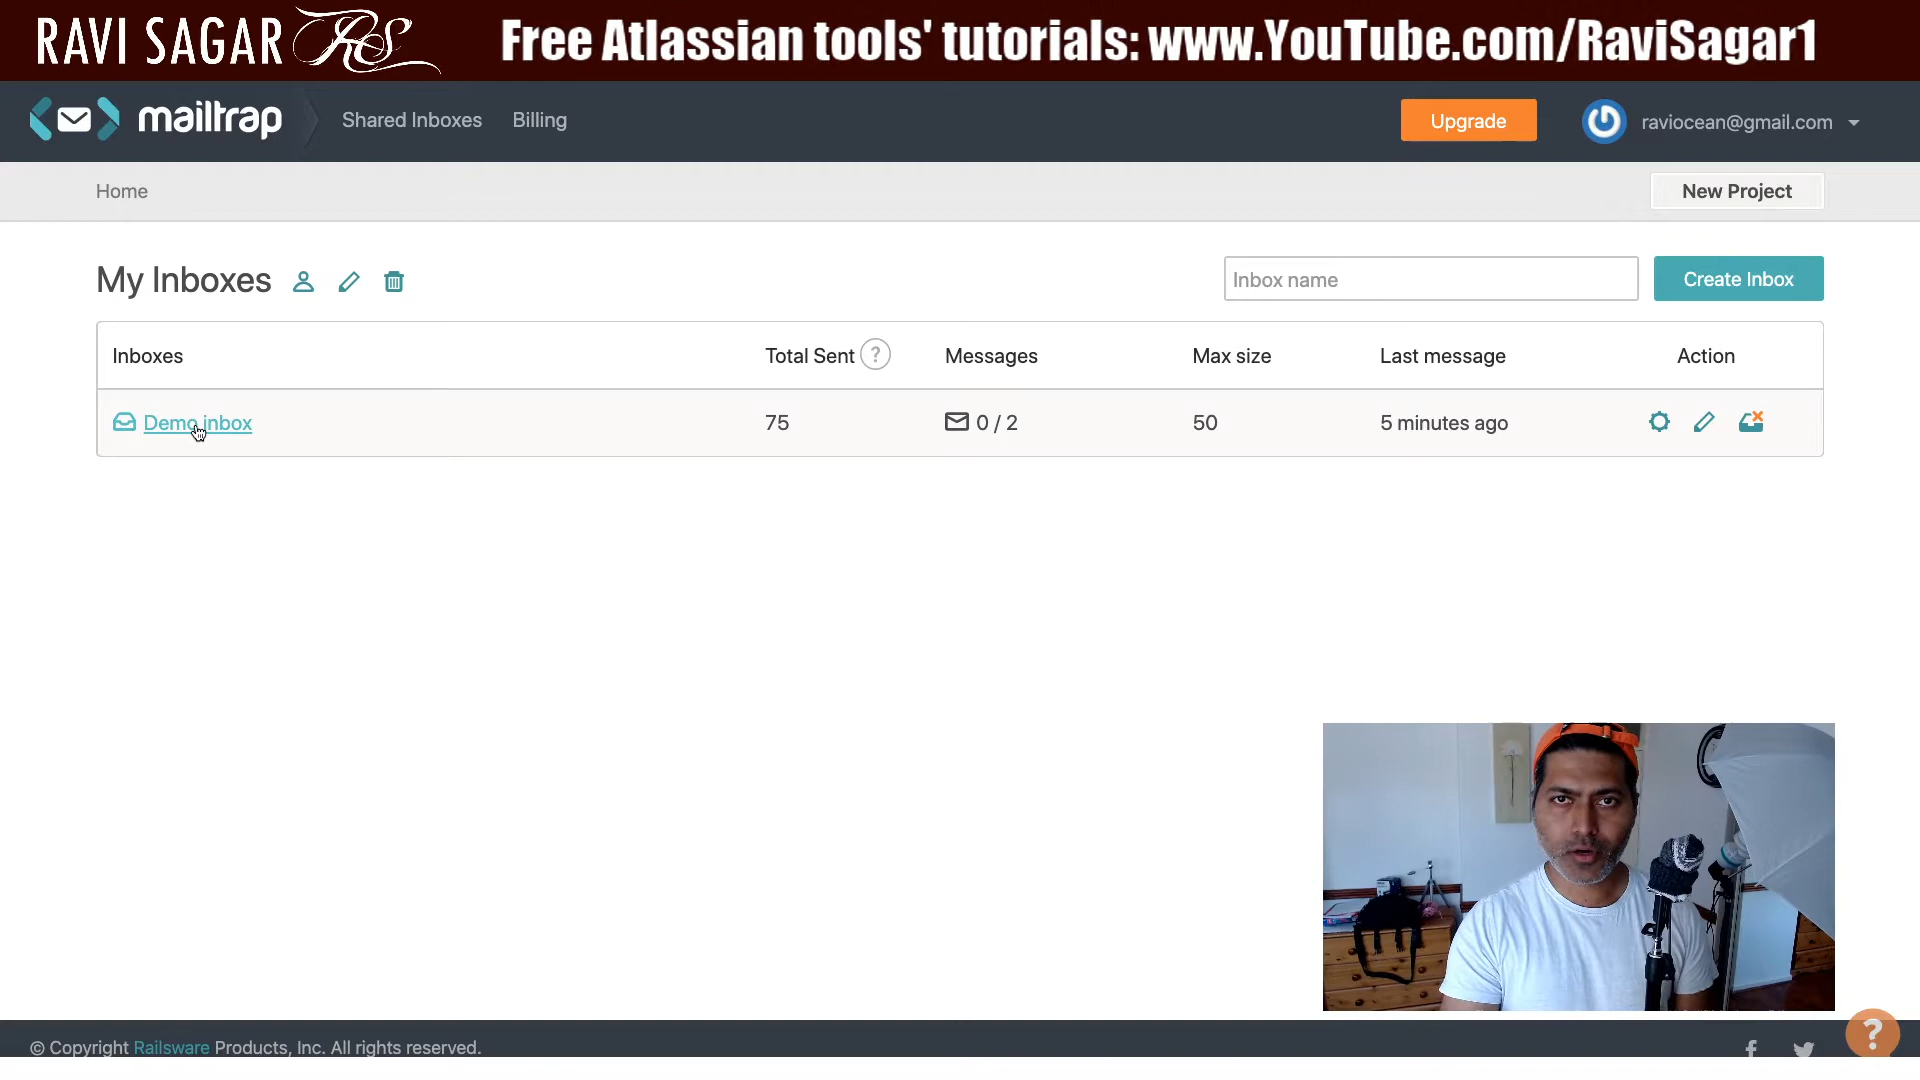 RAVI SAGAR RS Free Atlassian tools' tutorials: www.YouTube.com/RaviSagar1
mailtrap Shared Inboxes Billing Upgrade raviocean@gmail.com
Home New Project
My Inboxes Inbox name Create Inbox
Inboxes Total Sent ? Messages Max size Last message Action
Demo inbox 75 0 / 2 50 5 minutes ago
© Copyright Railsware Products, Inc. All rights reserved. ?